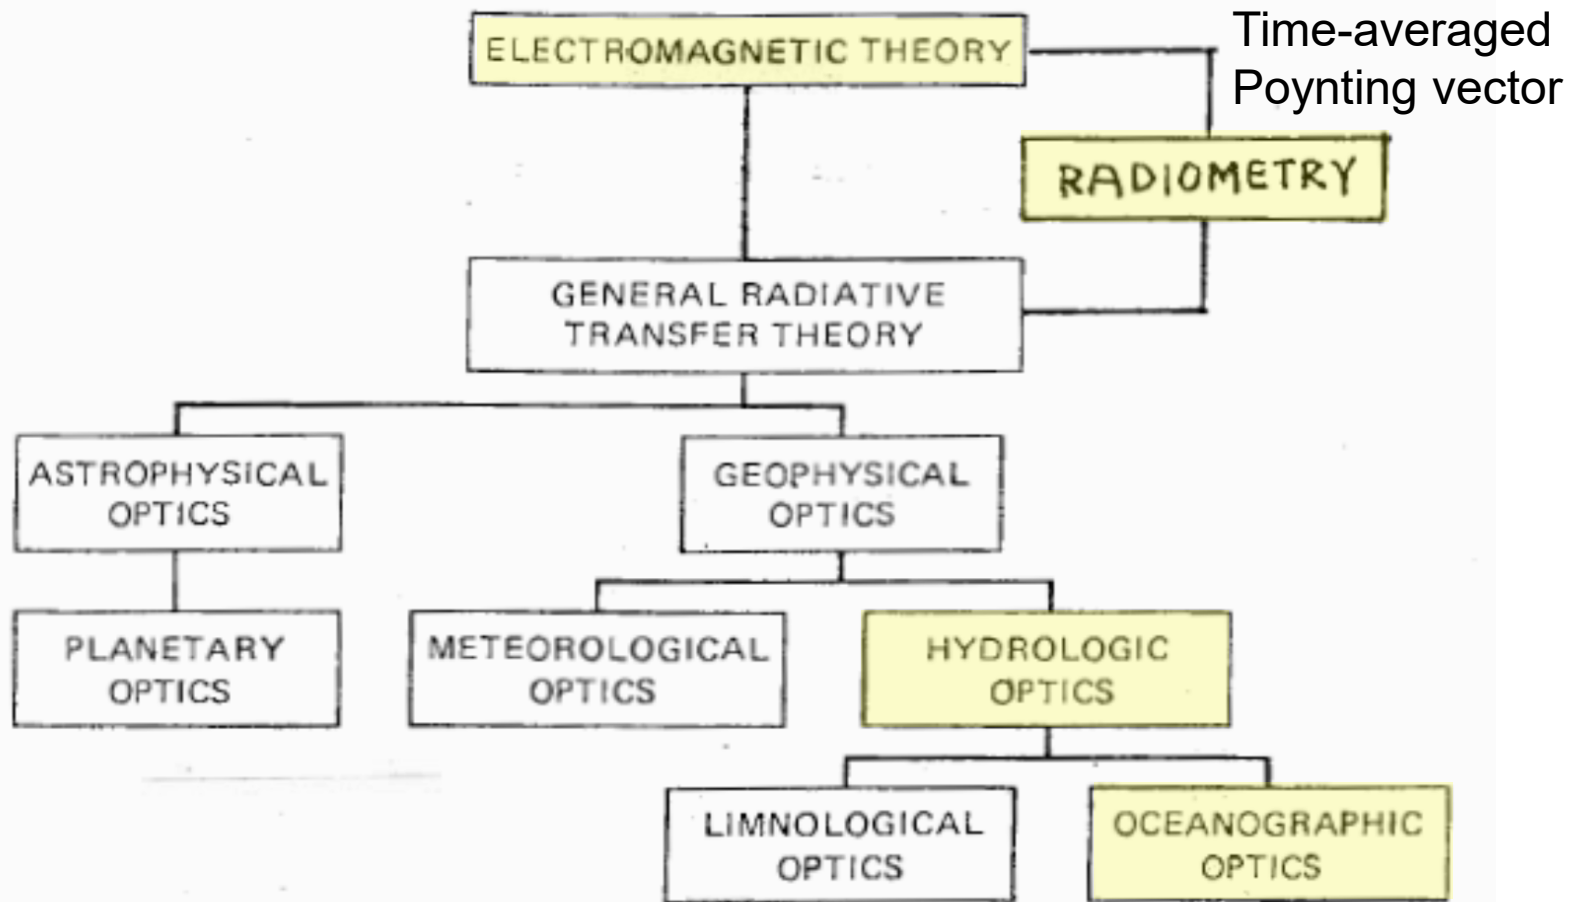 ELECTROMAGNETIC THEORY
Time-averaged
Poynting vector
RADIOMETRY
GENERAL RADIATIVE
TRANSFER THEORY
ASTROPHYSICAL
OPTICS
GEOPHYSICAL
OPTICS
PLANETARY
OPTICS
METEOROLOGICAL
OPTICS
HYDROLOGIC
OPTICS
LIMNOLOGICAL
OPTICS
OCEANOGRAPHIC
OPTICS